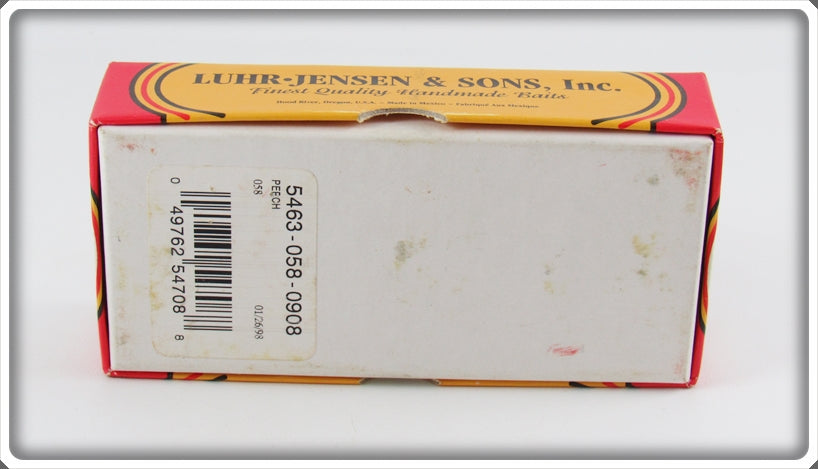 LUHR•JENSEN & SONS, Inc.
Finest Quality Handmade Baits
Hood River, Oregon, U.S.A. – Made in Mexico – Fabriqué Aux Mexique
5463-058-0908
PEECH
058 01/26/98
0 49762 54708 8